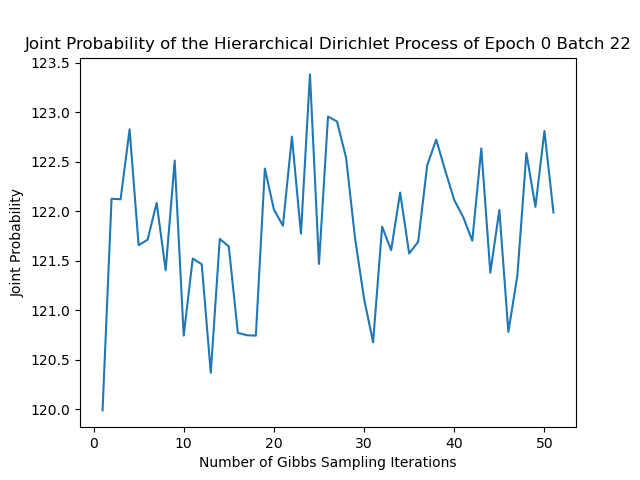 Joint Probability of the Hierarchical Dirichlet Process of Epoch 0 Batch 22
123.5
123.0
122.5
122.0
121.5
121.0
120.5
120.0
Joint Probability
0 10 20 30 40 50
Number of Gibbs Sampling Iterations